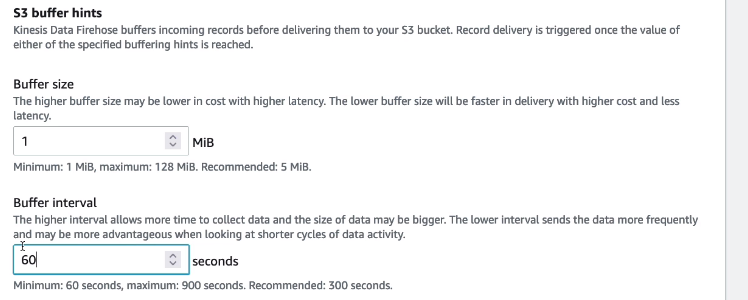 S3 buffer hints
Kinesis Data Firehose buffers incoming records before delivering them to your S3 bucket. Record delivery is triggered once the value of
either of the specified buffering hints is reached.
Buffer size
The higher buffer size may be lower in cost with higher latency. The lower buffer size will be faster in delivery with higher cost and less
latency.
1 MiB
Minimum: 1 MiB, maximum: 128 MiB. Recommended: 5 MiB.
Buffer interval
The higher interval allows more time to collect data and the size of data may be bigger. The lower interval sends the data more frequently
and may be more advantageous when looking at shorter cycles of data activity.
60 seconds
Minimum: 60 seconds, maximum: 900 seconds. Recommended: 300 seconds.